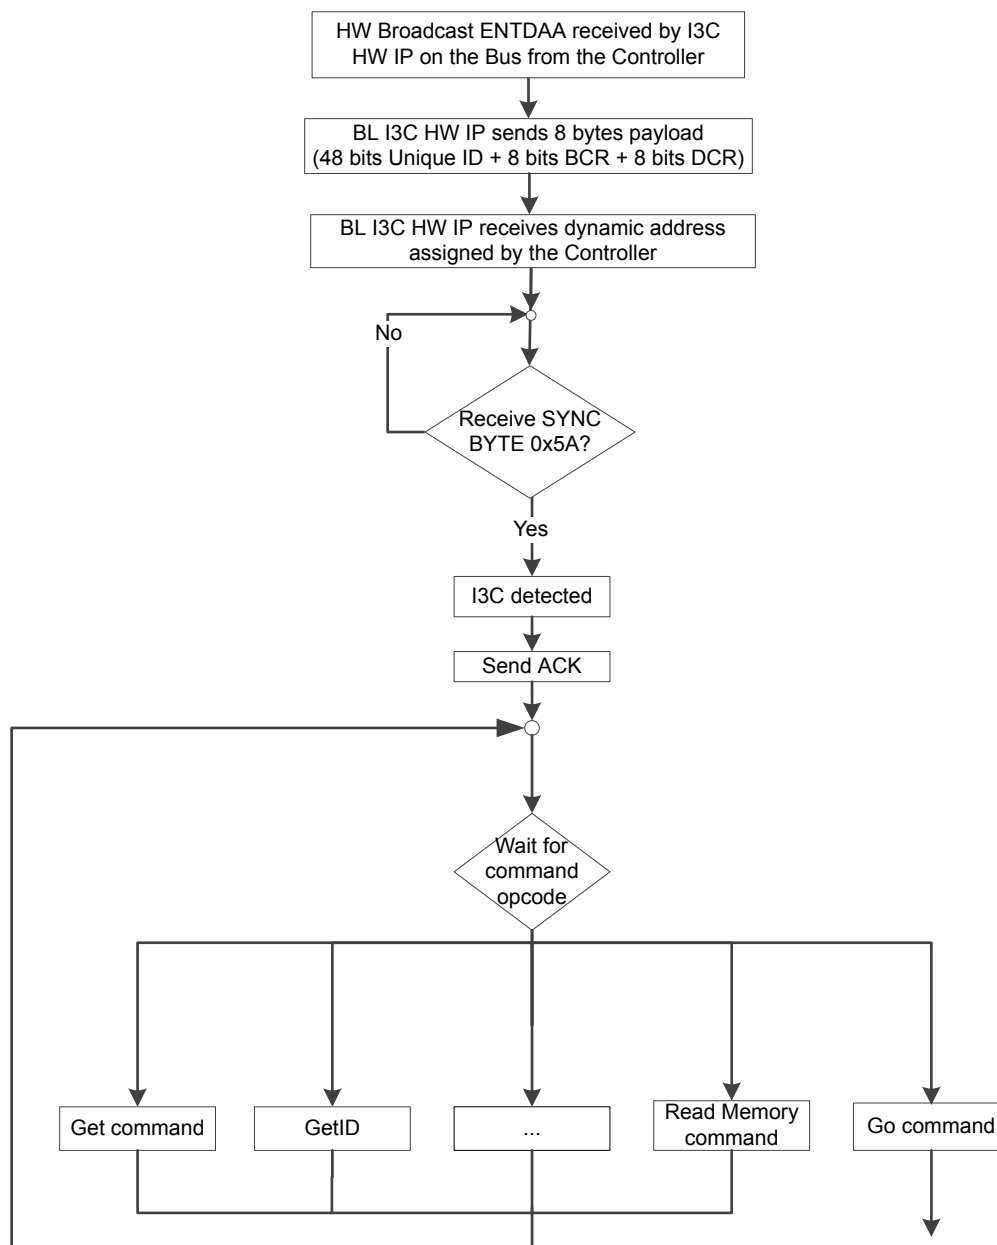 HW Broadcast ENTDAA received by I3C
HW IP on the Bus from the Controller
BL I3C HW IP sends 8 bytes payload
(48 bits Unique ID + 8 bits BCR + 8 bits DCR)
BL I3C HW IP receives dynamic address
assigned by the Controller
No
Receive SYNC
BYTE 0x5A?
Yes
I3C detected
Send ACK
Wait for
command
opcode
Get command
GetID
...
Read Memory
command
Go command